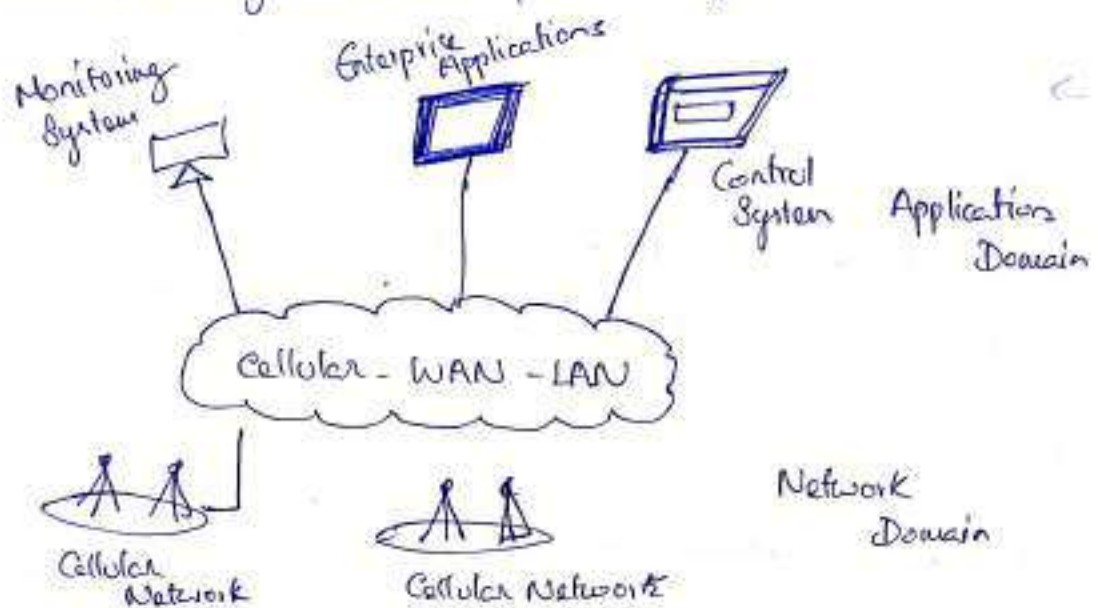 Monitoring
System
Enterprise
Applications
Control
System
Application
Domain
Cellular - WAN - LAN
Network
Domain
Cellular
Network
Cellular Network